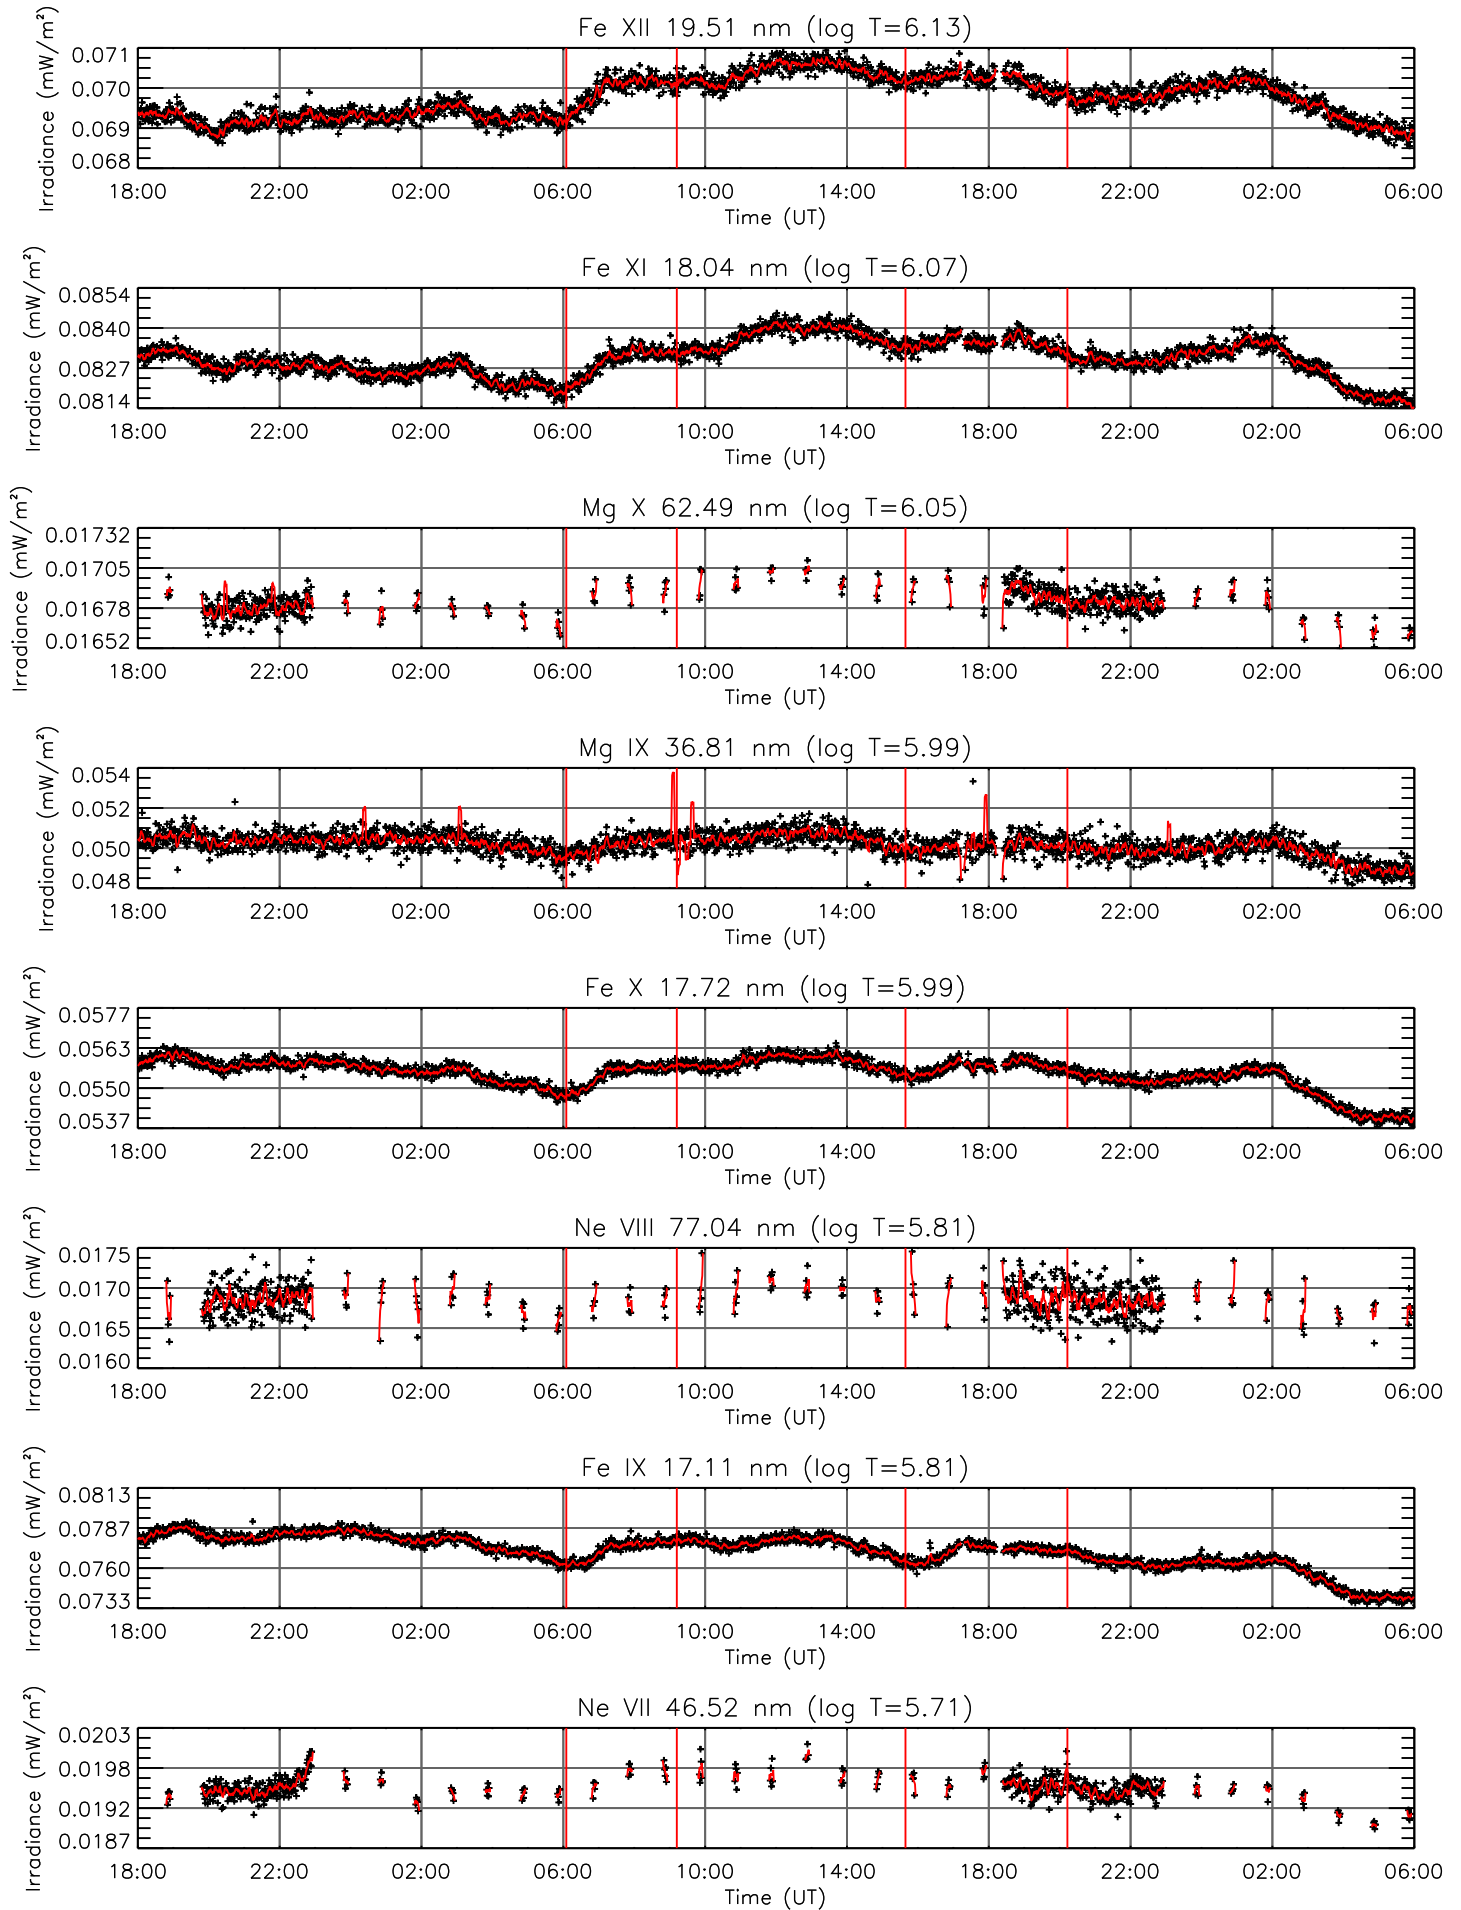 Fe XII 19.51 nm (log T=6.13)
Irradiance (mW/m²)
0.071
0.070
0.069
0.068
18:00 22:00 02:00 06:00 10:00 14:00 18:00 22:00 02:00 06:00
Time (UT)
Fe XI 18.04 nm (log T=6.07)
Irradiance (mW/m²)
0.0854
0.0840
0.0827
0.0814
18:00 22:00 02:00 06:00 10:00 14:00 18:00 22:00 02:00 06:00
Time (UT)
Mg X 62.49 nm (log T=6.05)
Irradiance (mW/m²)
0.01732
0.01705
0.01678
0.01652
18:00 22:00 02:00 06:00 10:00 14:00 18:00 22:00 02:00 06:00
Time (UT)
Mg IX 36.81 nm (log T=5.99)
Irradiance (mW/m²)
0.054
0.052
0.050
0.048
18:00 22:00 02:00 06:00 10:00 14:00 18:00 22:00 02:00 06:00
Time (UT)
Fe X 17.72 nm (log T=5.99)
Irradiance (mW/m²)
0.0577
0.0563
0.0550
0.0537
18:00 22:00 02:00 06:00 10:00 14:00 18:00 22:00 02:00 06:00
Time (UT)
Ne VIII 77.04 nm (log T=5.81)
Irradiance (mW/m²)
0.0175
0.0170
0.0165
0.0160
18:00 22:00 02:00 06:00 10:00 14:00 18:00 22:00 02:00 06:00
Time (UT)
Fe IX 17.11 nm (log T=5.81)
Irradiance (mW/m²)
0.0813
0.0787
0.0760
0.0733
18:00 22:00 02:00 06:00 10:00 14:00 18:00 22:00 02:00 06:00
Time (UT)
Ne VII 46.52 nm (log T=5.71)
Irradiance (mW/m²)
0.0203
0.0198
0.0192
0.0187
18:00 22:00 02:00 06:00 10:00 14:00 18:00 22:00 02:00 06:00
Time (UT)